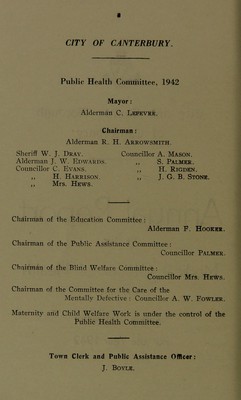 CITY OF CANTERBURY.
Public Health Committee, 1942
Mayor :
Alderman C. LEFEVRE.
Chairman :
Alderman R. H. ARROWSMITH.
Sheriff W. J. DRAY. Councillor A. MASON.
Alderman J. W. EDWARDS. ,, S. PALMER.
Councillor C. EVANS. ,, H. RIGDEN.
,, H. HARRISON. ,, J. G. B. STONE.
,, Mrs. HEWS.
Chairman of the Education Committee :
Alderman F. HOOKER.
Chairman of the Public Assistance Committee :
Councillor PALMER.
Chairman of the Blind Welfare Committee :
Councillor Mrs. HEWS.
Chairman of the Committee for the Care of the
Mentally Defective : Councillor A. W. FOWLER.
Maternity and Child Welfare Work is under the control of the
Public Health Committee.
Town Clerk and Public Assistance Officer :
J. BOYLE.